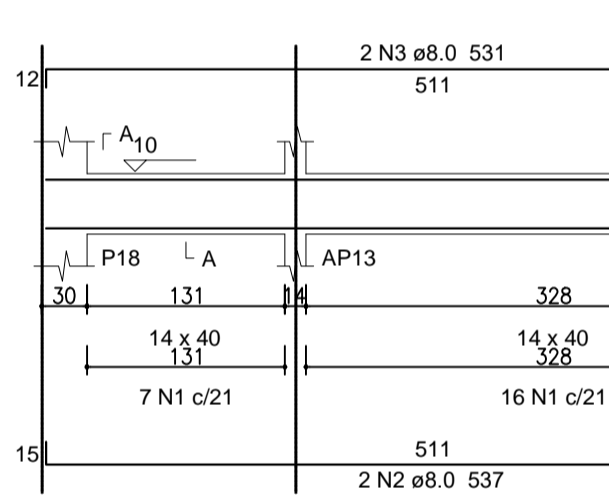 2 N3 ø8.0 531
12
511
A
10
P18
A
AP13
30
131
14
328
14 x 40
14 x 40
131
328
7 N1 c/21
16 N1 c/21
15
511
2 N2 ø8.0 537